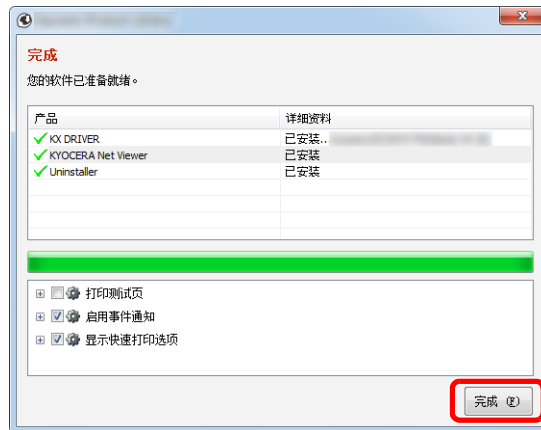 完成
您的软件已准备就绪。
产品 详细资料
KX DRIVER 已安装..
KYOCERA Net Viewer 已安装
Uninstaller 已安装
打印测试页
启用事件通知
显示快速打印选项
完成 (F)